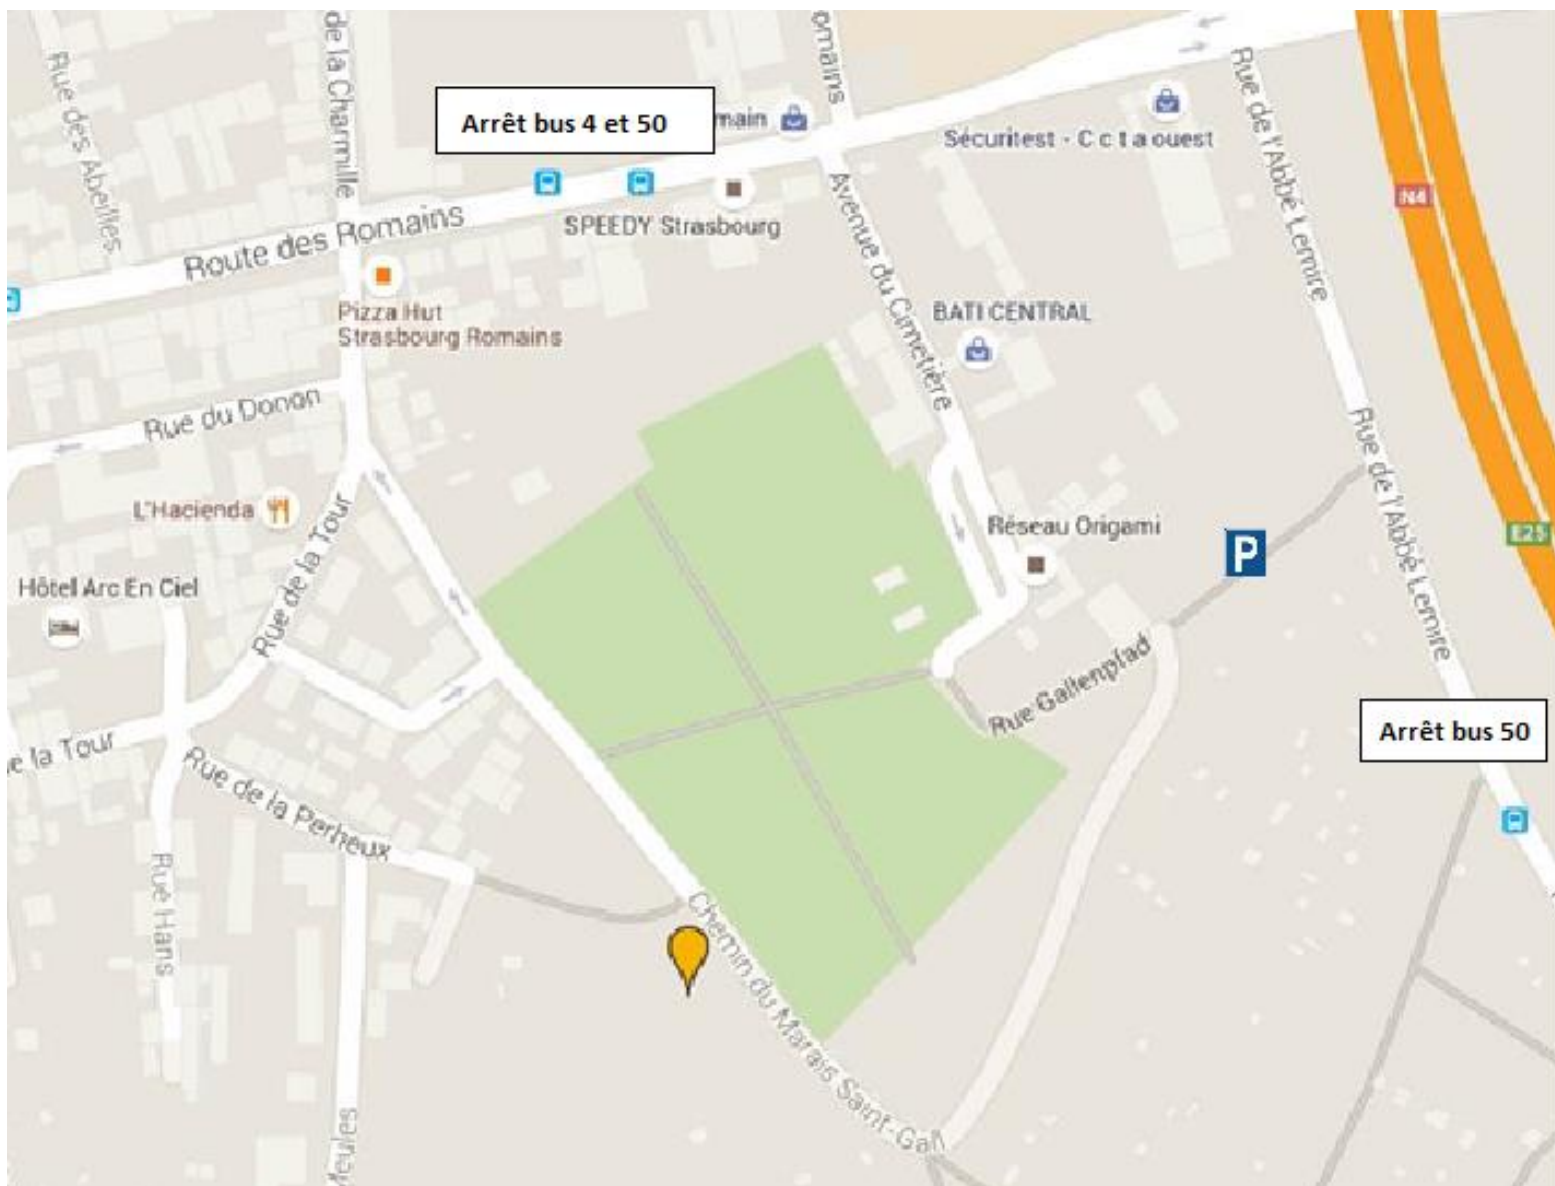 de la Charmille
omains
Rue des Abeilles
Arrêt bus 4 et 50
main
Sécuritest - C c t a ouest
Rue de l'Abbé Lemire
N4
Route des Romains
SPEEDY Strasbourg
Avenue du Cimetière
Pizza Hut
Strasbourg Romains
BATI CENTRAL
Rue du Donon
L'Hacienda
Rue de la Tour
Réseau Origami
P
Rue de l'Abbé Lemire
E25
Hôtel Arc En Ciel
Rue Gallenpfad
Arrêt bus 50
e la Tour
Rue de la Perheux
Rue Hans
Chemin du Marais Saint-Gall
Meules